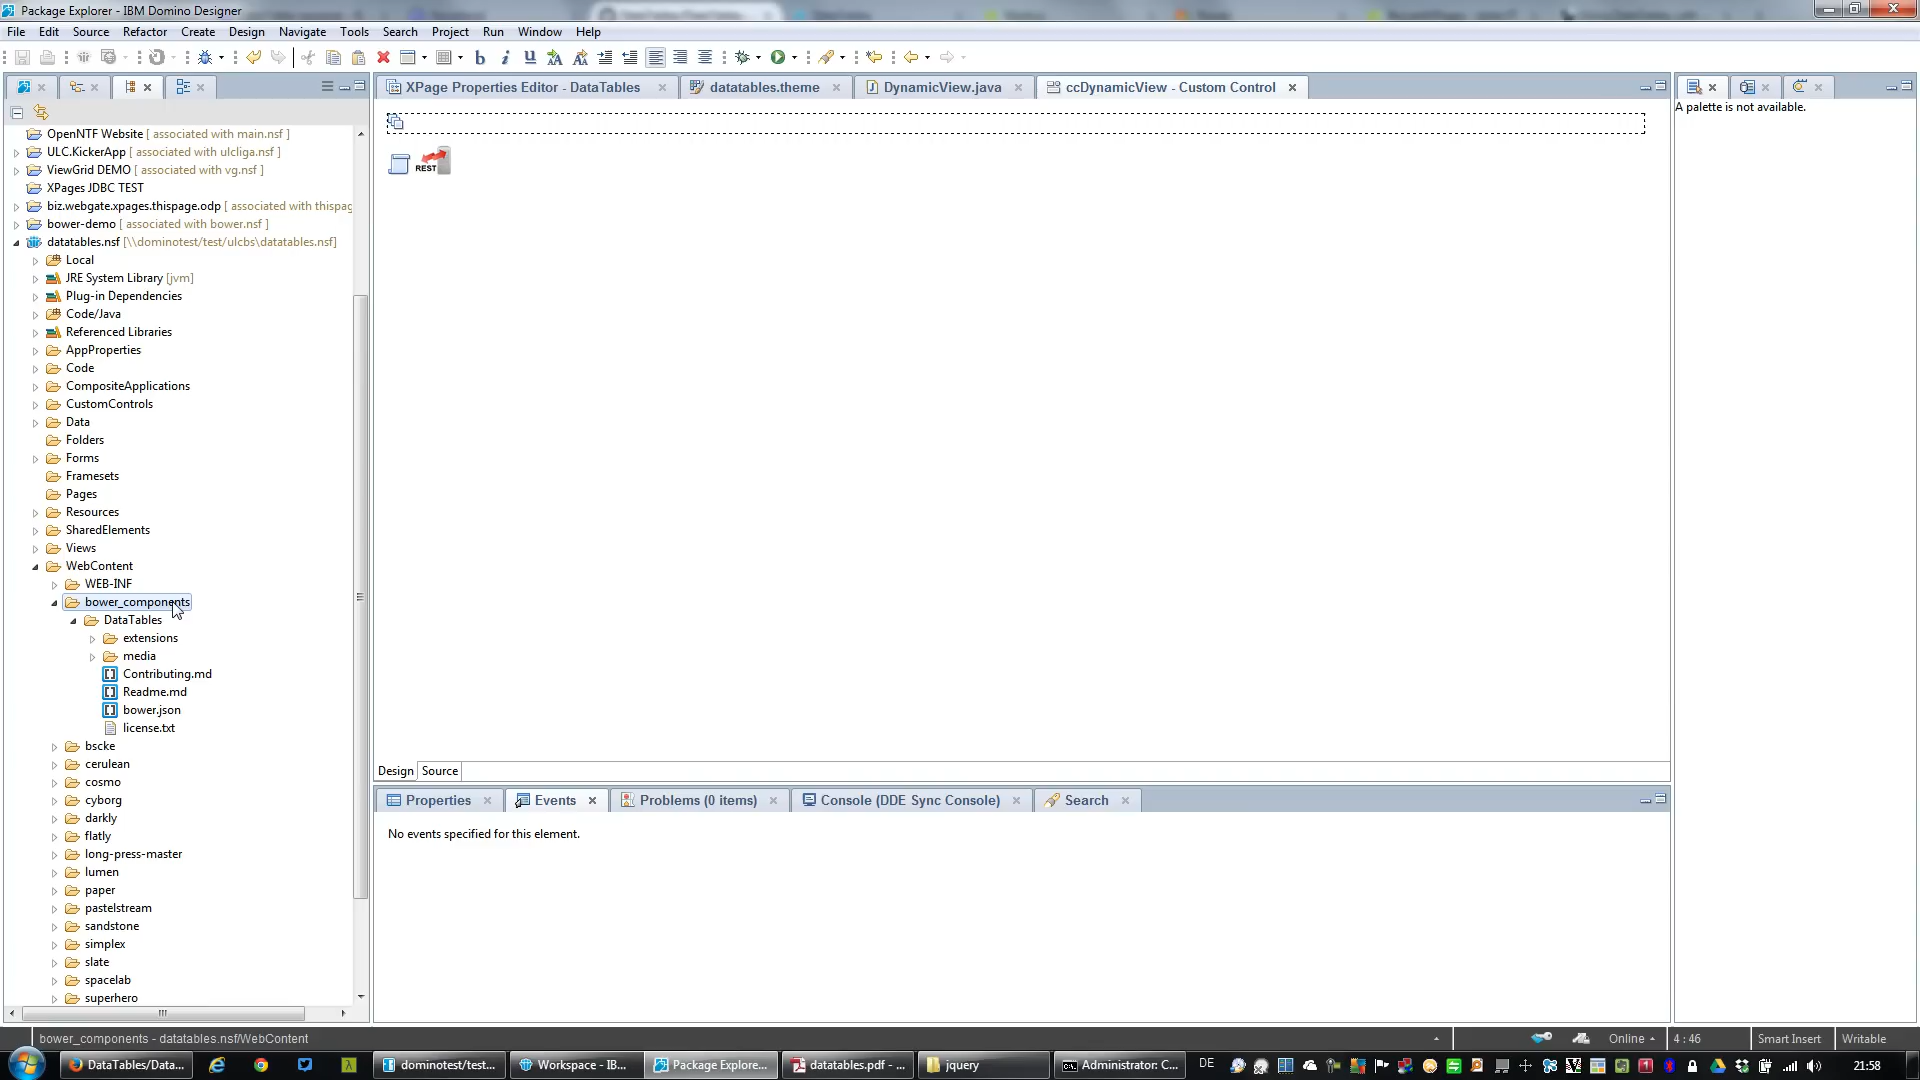 Package Explorer - IBM Domino Designer
File Edit Source Refactor Create Design Navigate Tools Search Project Run Window Help
XPage Properties Editor - DataTables
datatables.theme
DynamicView.java
ccDynamicView - Custom Control
A palette is not available.
OpenNTF Website [ associated with main.nsf ]
ULC.KickerApp [ associated with ulcliga.nsf ]
ViewGrid DEMO [ associated with vg.nsf ]
XPages JDBC TEST
biz.webgate.xpages.thispage.odp [ associated with thispag
bower-demo [ associated with bower.nsf ]
datatables.nsf [\\dominotest/test/ulcbs\datatables.nsf]
Local
JRE System Library [jvm]
Plug-in Dependencies
Code/Java
Referenced Libraries
AppProperties
Code
CompositeApplications
CustomControls
Data
Folders
Forms
Framesets
Pages
Resources
SharedElements
Views
WebContent
WEB-INF
bower_components
DataTables
extensions
media
Contributing.md
Readme.md
bower.json
license.txt
bscke
cerulean
cosmo
cyborg
darkly
flatly
long-press-master
lumen
paper
pastelstream
sandstone
simplex
slate
spacelab
superhero
REST
Design Source
Properties
Events
Problems (0 items)
Console (DDE Sync Console)
Search
No events specified for this element.
bower_components - datatables.nsf/WebContent
Online
4 : 46
Smart Insert
Writable
DataTables/Data...
dominotest/test...
Workspace - IB...
Package Explore...
datatables.pdf - ...
jquery
Administrator: C...
DE
21:58